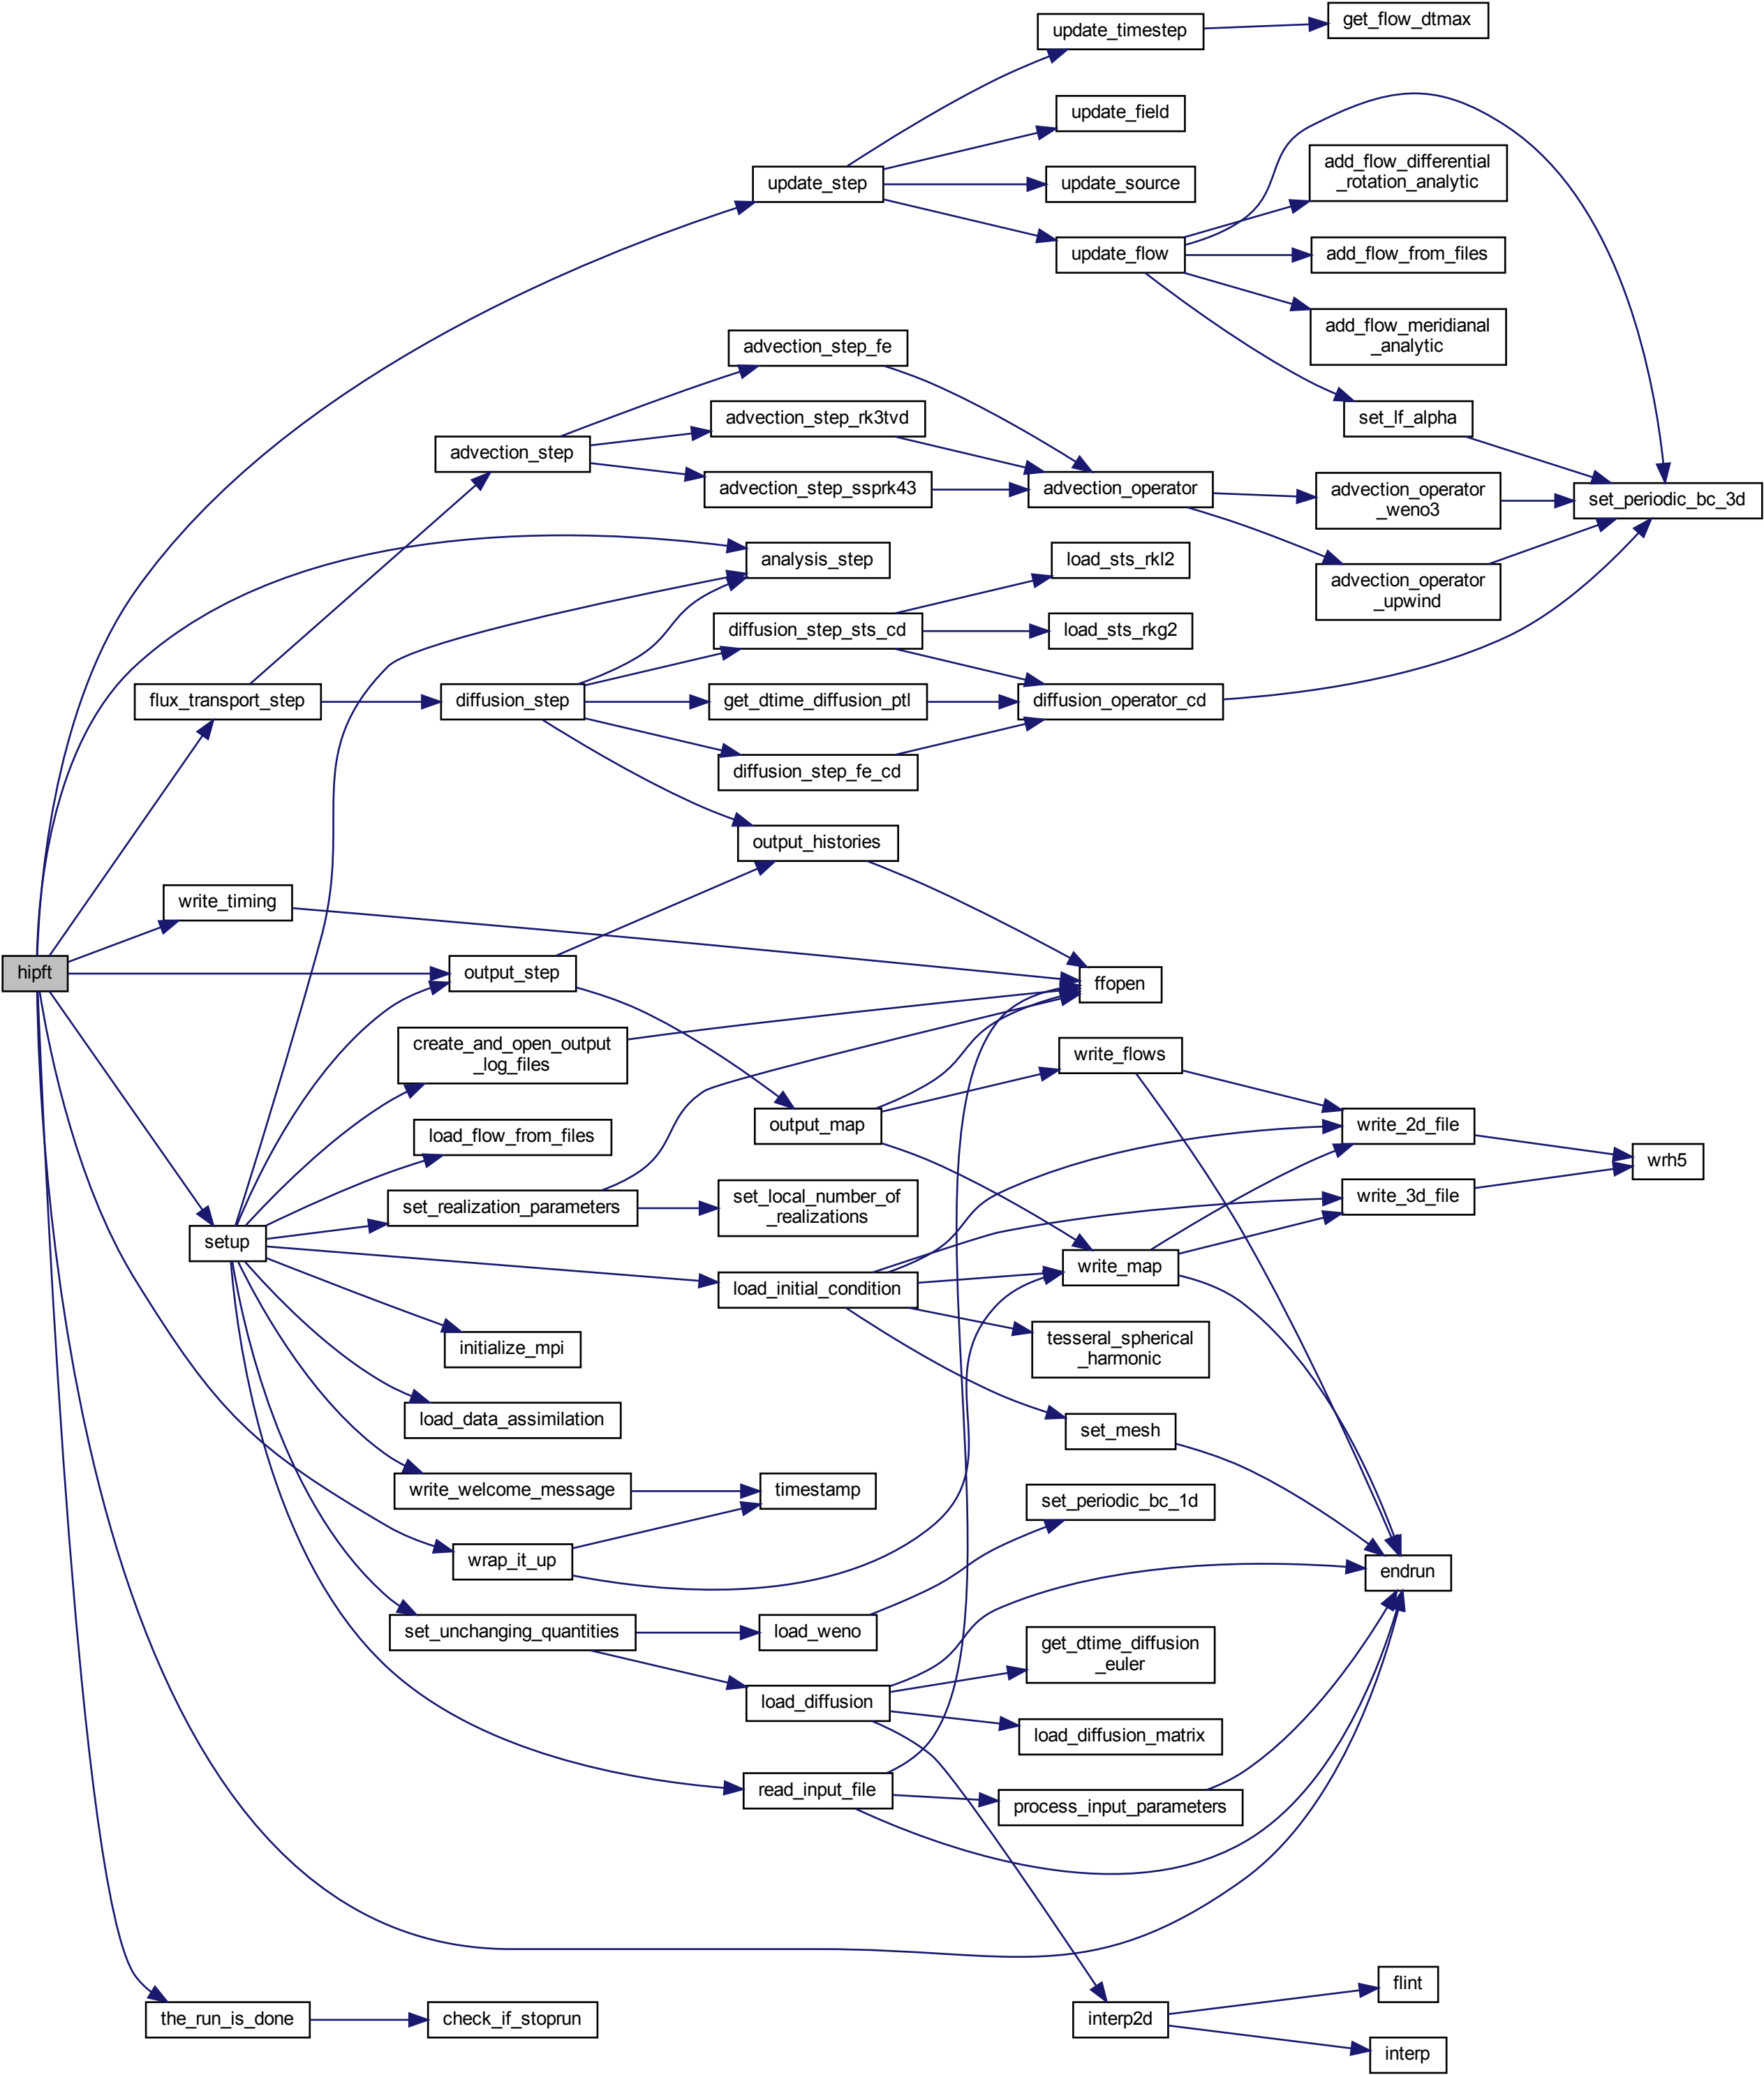 get_flow_dtmax
update_timestep
update_field
add_flow_differential
_rotation_analytic
update_step
update_source
update_flow
add_flow_from_files
add_flow_meridianal
_analytic
advection_step_fe
set_lf_alpha
advection_step_rk3tvd
advection_step
advection_step_ssprk43
advection_operator
advection_operator
_weno3
set_periodic_bc_3d
analysis_step
load_sts_rkl2
advection_operator
_upwind
diffusion_step_sts_cd
load_sts_rkg2
flux_transport_step
diffusion_step
get_dtime_diffusion_ptl
diffusion_operator_cd
diffusion_step_fe_cd
output_histories
write_timing
hipft
output_step
ffopen
create_and_open_output
_log_files
write_flows
load_flow_from_files
output_map
write_2d_file
wrh5
set_realization_parameters
set_local_number_of
_realizations
write_3d_file
setup
load_initial_condition
write_map
initialize_mpi
tesseral_spherical
_harmonic
load_data_assimilation
set_mesh
write_welcome_message
timestamp
set_periodic_bc_1d
wrap_it_up
endrun
set_unchanging_quantities
load_weno
get_dtime_diffusion
_euler
load_diffusion
load_diffusion_matrix
read_input_file
process_input_parameters
flint
the_run_is_done
check_if_stoprun
interp2d
interp